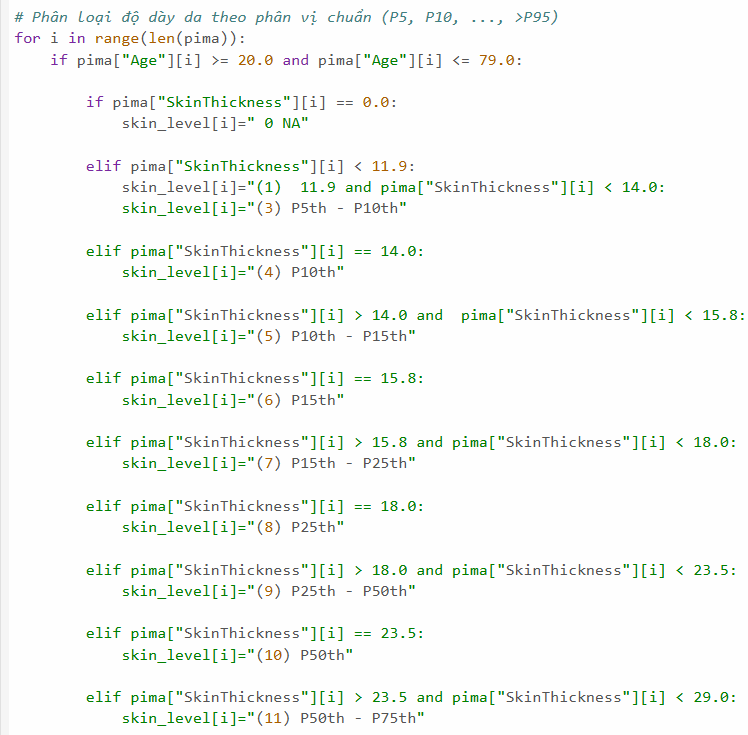 # Phân loại độ dày da theo phân vị chuẩn (P5, P10, ..., >P95)
for i in range(len(pima)):
    if pima["Age"][i] >= 20.0 and pima["Age"][i] <= 79.0:

        if pima["SkinThickness"][i] == 0.0:
            skin_level[i]=" 0 NA"

        elif pima["SkinThickness"][i] < 11.9:
            skin_level[i]="(1)  11.9 and pima["SkinThickness"][i] < 14.0:
            skin_level[i]="(3) P5th - P10th"

        elif pima["SkinThickness"][i] == 14.0:
            skin_level[i]="(4) P10th"

        elif pima["SkinThickness"][i] > 14.0 and  pima["SkinThickness"][i] < 15.8:
            skin_level[i]="(5) P10th - P15th"

        elif pima["SkinThickness"][i] == 15.8:
            skin_level[i]="(6) P15th"

        elif pima["SkinThickness"][i] > 15.8 and pima["SkinThickness"][i] < 18.0:
            skin_level[i]="(7) P15th - P25th"

        elif pima["SkinThickness"][i] == 18.0:
            skin_level[i]="(8) P25th"

        elif pima["SkinThickness"][i] > 18.0 and pima["SkinThickness"][i] < 23.5:
            skin_level[i]="(9) P25th - P50th"

        elif pima["SkinThickness"][i] == 23.5:
            skin_level[i]="(10) P50th"

        elif pima["SkinThickness"][i] > 23.5 and pima["SkinThickness"][i] < 29.0:
            skin_level[i]="(11) P50th - P75th"